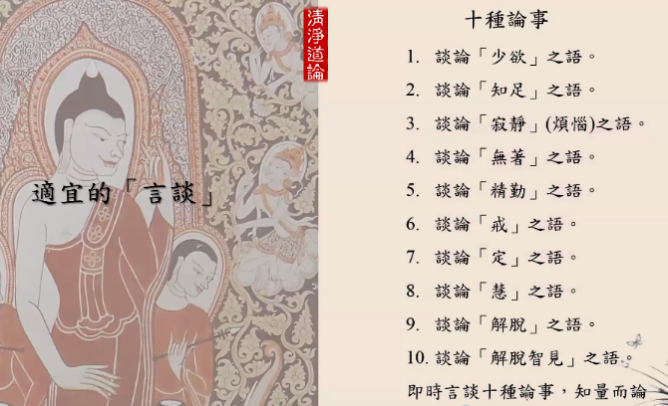 清淨道論
適宜的「言談」
十種論事
1. 談論「少欲」之語。
2. 談論「知足」之語。
3. 談論「寂靜」(煩惱)之語。
4. 談論「無著」之語。
5. 談論「精勤」之語。
6. 談論「戒」之語。
7. 談論「定」之語。
8. 談論「慧」之語。
9. 談論「解脫」之語。
10. 談論「解脫智見」之語。
即時言談十種論事，知量而論